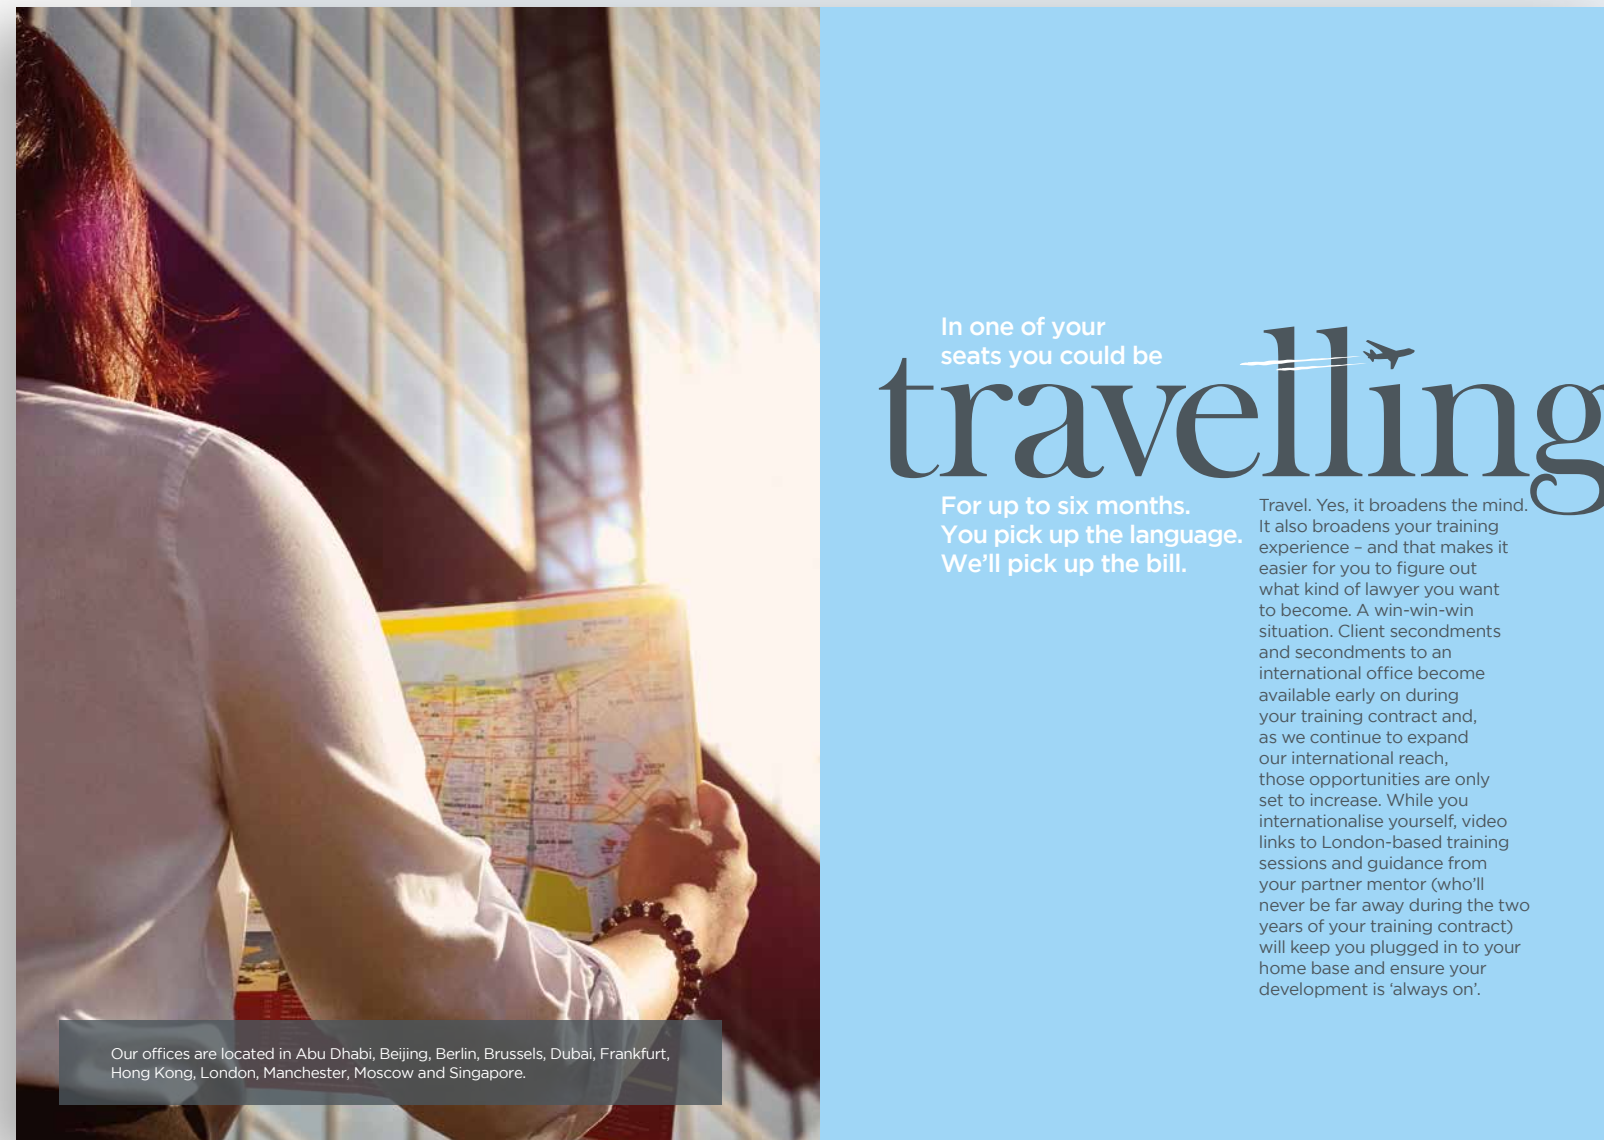 In one of your
seats you could be
travelling
For up to six months.
You pick up the language.
We'll pick up the bill.
Travel. Yes, it broadens the mind.
It also broadens your training
experience – and that makes it
easier for you to figure out
what kind of lawyer you want
to become. A win-win-win
situation. Client secondments
and secondments to an
international office become
available early on during
your training contract and,
as we continue to expand
our international reach,
those opportunities are only
set to increase. While you
internationalise yourself, video
links to London-based training
sessions and guidance from
your partner mentor (who'll
never be far away during the two
years of your training contract)
will keep you plugged in to your
home base and ensure your
development is 'always on'.
Our offices are located in Abu Dhabi, Beijing, Berlin, Brussels, Dubai, Frankfurt,
Hong Kong, London, Manchester, Moscow and Singapore.